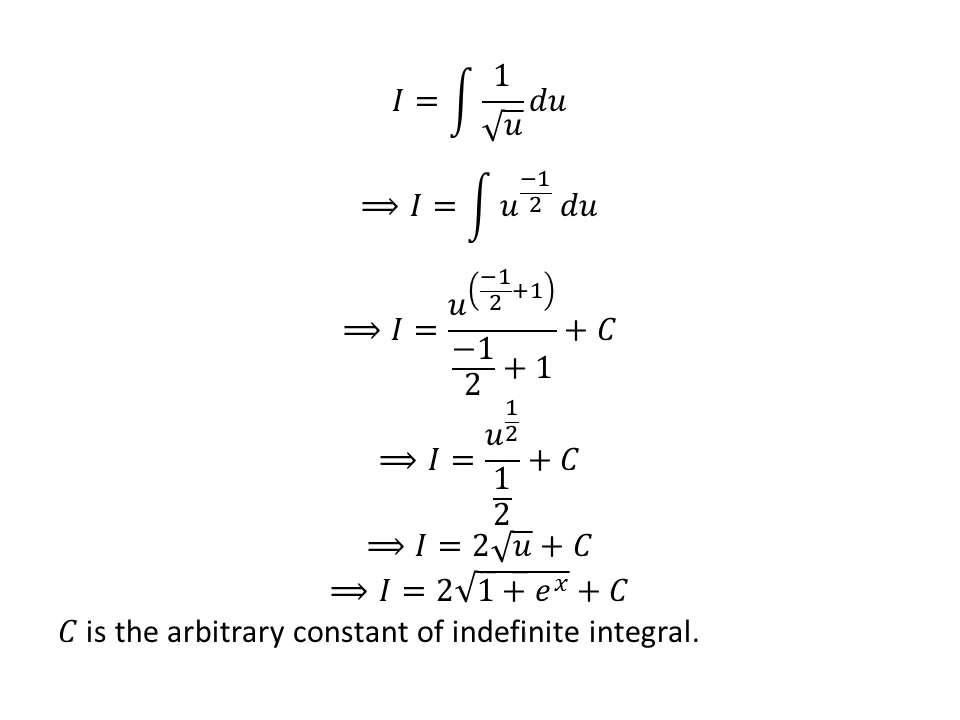 I = ∫ 1/√u du
⟹ I = ∫ u^(−1/2) du
⟹ I = u^((−1/2)+1) / ((−1/2)+1) + C
⟹ I = u^(1/2) / (1/2) + C
⟹ I = 2√u + C
⟹ I = 2√(1 + e^x) + C
C is the arbitrary constant of indefinite integral.